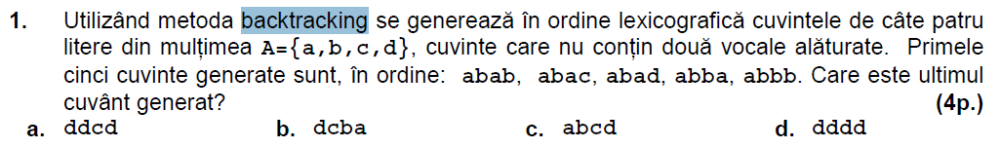 1. Utilizând metoda backtracking se generează în ordine lexicografică cuvintele de câte patru
litere din mulţimea A={a,b,c,d}, cuvinte care nu conţin două vocale alăturate. Primele
cinci cuvinte generate sunt, în ordine: abab, abac, abad, abba, abbb. Care este ultimul
cuvânt generat? (4p.)
a. ddcd b. dcba c. abcd d. dddd